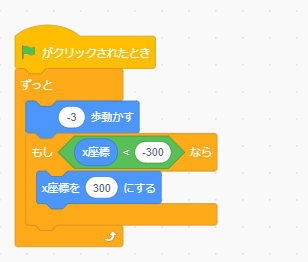 がクリックされたとき
ずっと
-3 歩動かす
もし x座標 < -300 なら
x座標を 300 にする